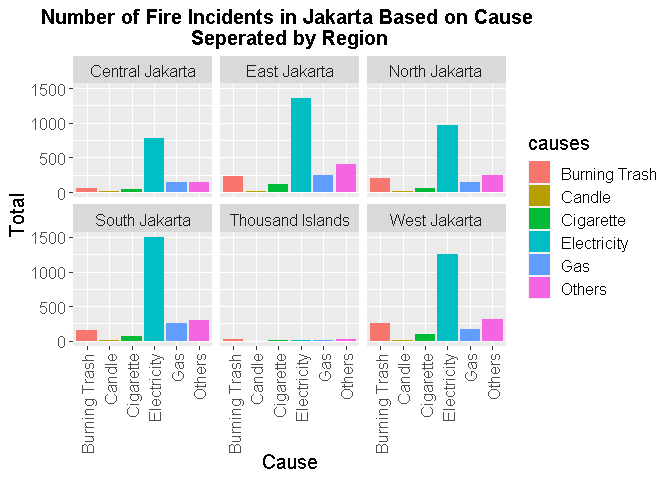 Number of Fire Incidents in Jakarta Based on Cause
Seperated by Region
Central Jakarta
East Jakarta
North Jakarta
1500
1000
500
0
South Jakarta
Thousand Islands
West Jakarta
1500
1000
500
0
Total
Burning Trash
Candle
Cigarette
Electricity
Gas
Others
Burning Trash
Candle
Cigarette
Electricity
Gas
Others
Burning Trash
Candle
Cigarette
Electricity
Gas
Others
Cause
causes
Burning Trash
Candle
Cigarette
Electricity
Gas
Others